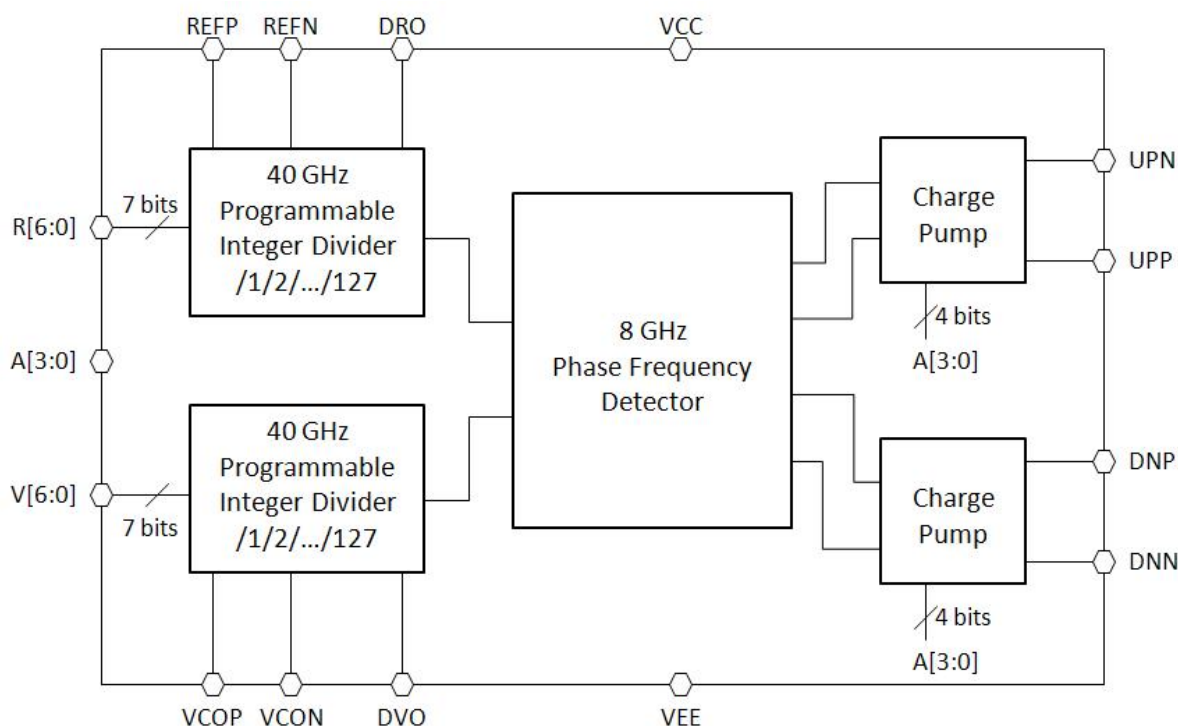 REFP
REFN
DRO
VCC
40 GHz
Programmable
Integer Divider
/1/2/.../127
7 bits
R[6:0]
A[3:0]
40 GHz
Programmable
Integer Divider
/1/2/.../127
V[6:0]
7 bits
8 GHz
Phase Frequency
Detector
Charge
Pump
4 bits
A[3:0]
UPN
UPP
Charge
Pump
4 bits
A[3:0]
DNP
DNN
VCOP
VCON
DVO
VEE